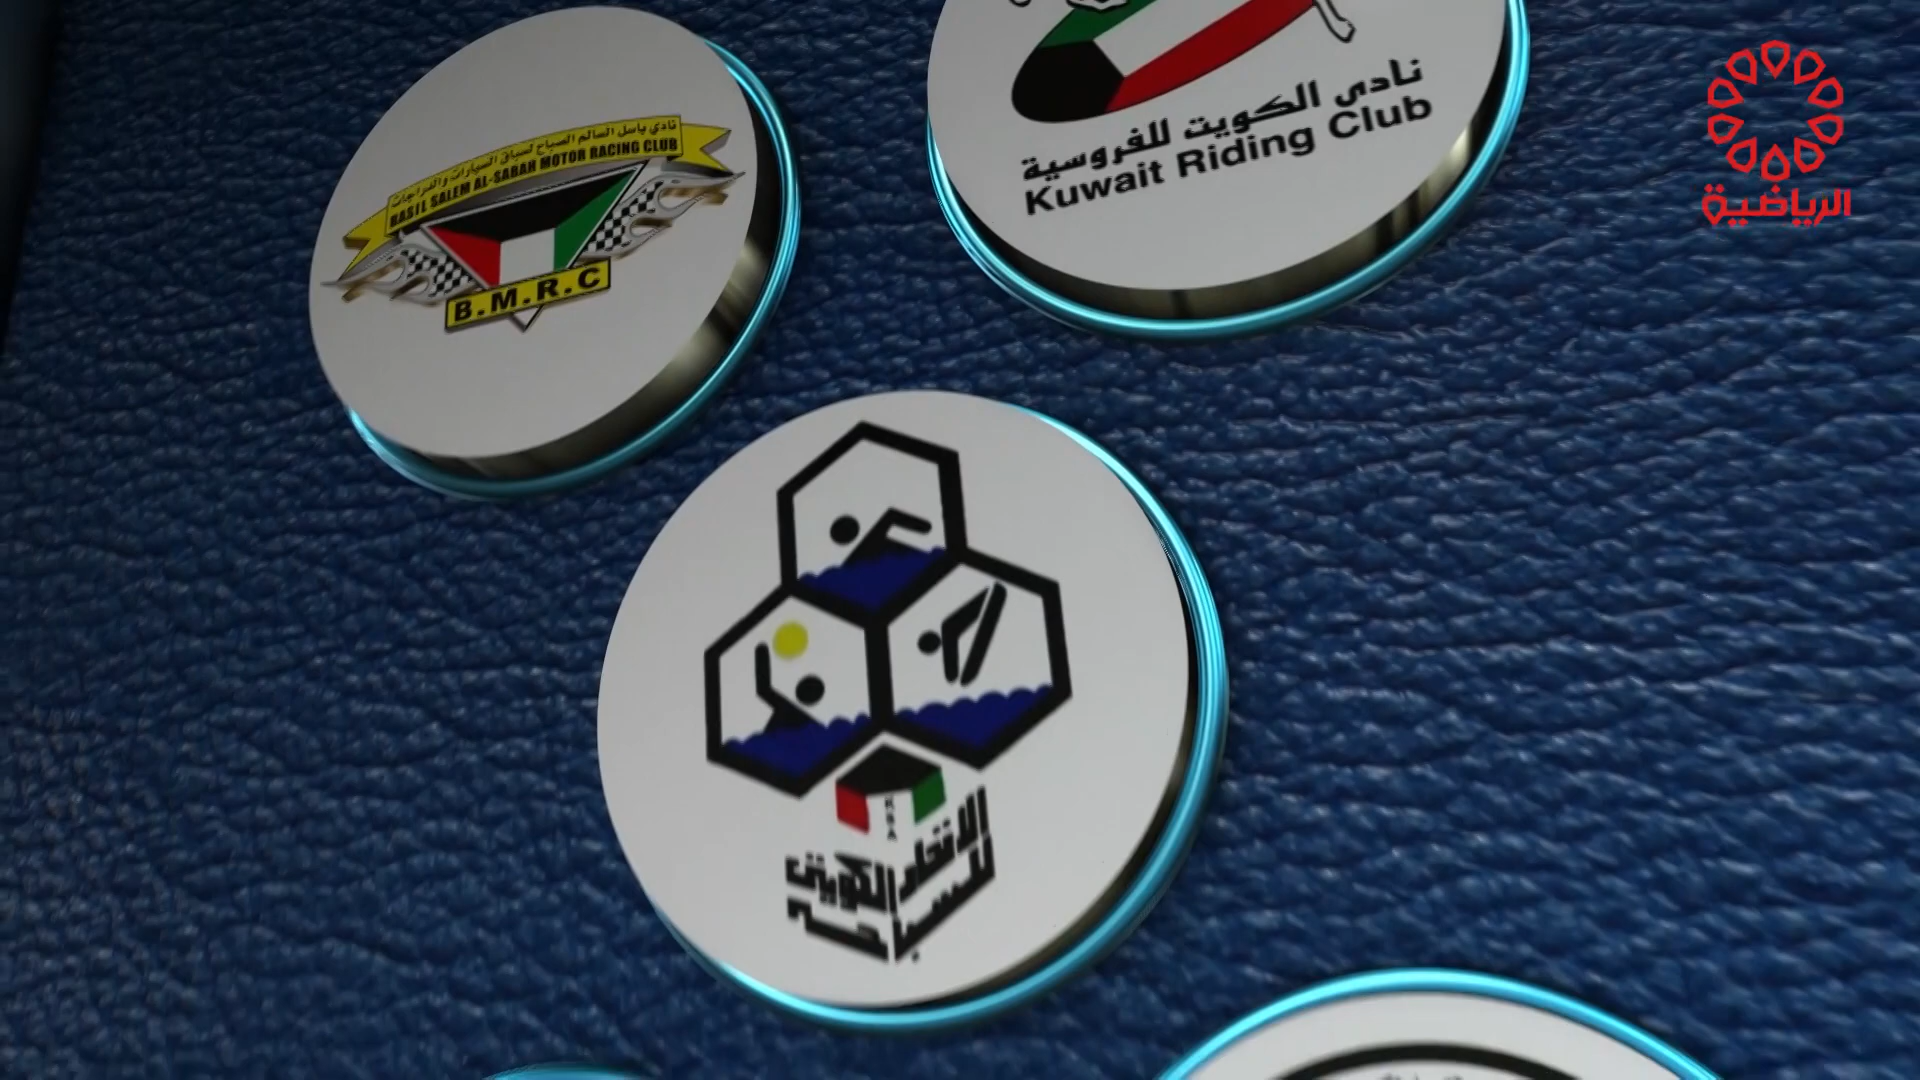 نادي باسل السالم الصباح لسباق السيارات والدراجات
BASIL SALEM AL-SABAH MOTOR RACING CLUB
B.M.R.C
نادي الكويت للفروسية
Kuwait Riding Club
الرياضية
KSA
الاتحاد الكويتي
للسباحة